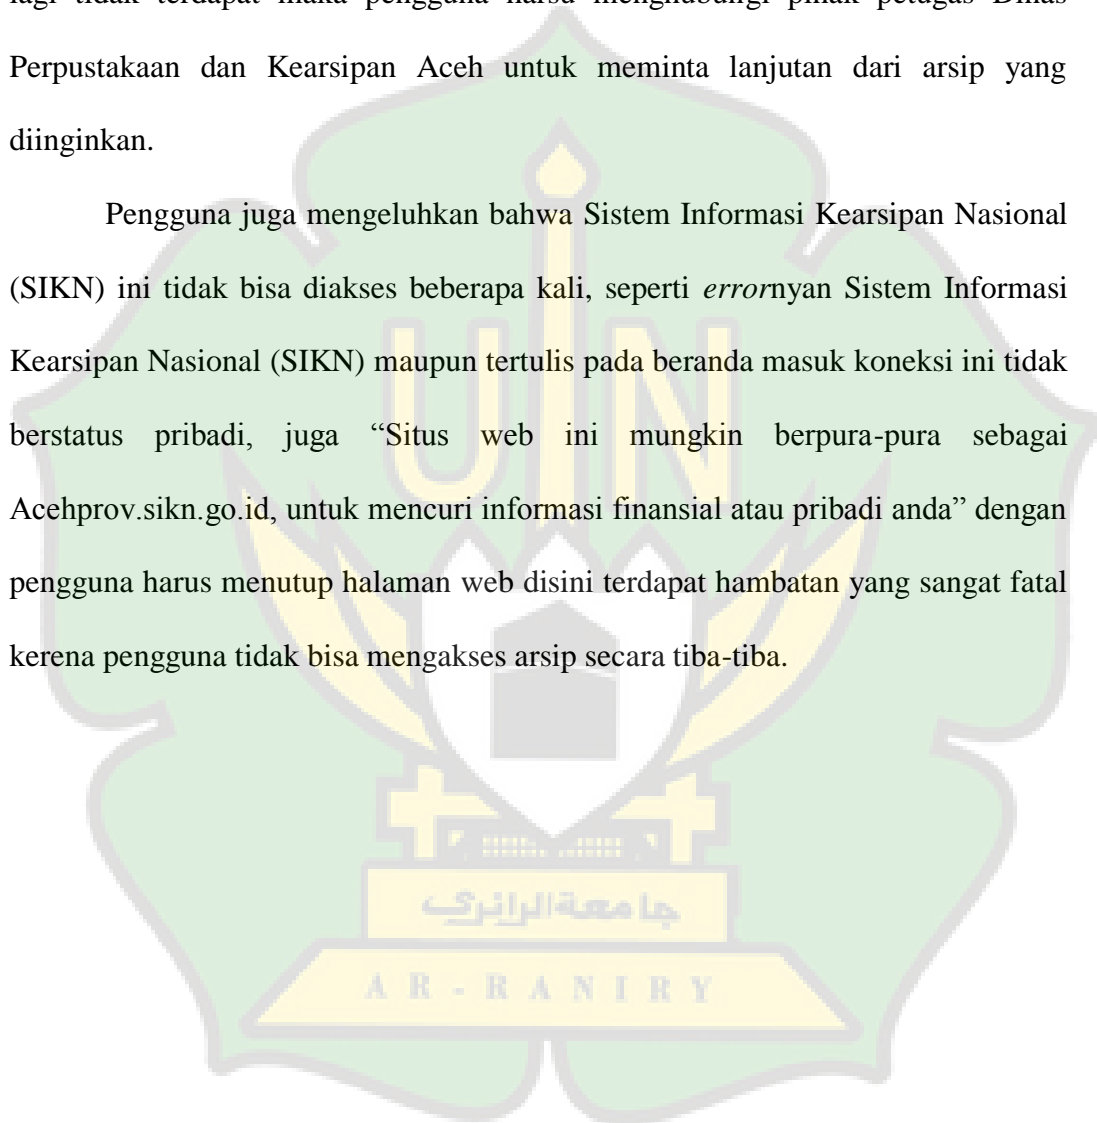 lagi tidak terdapat maka pengguna harsu menghubungi pihak petugas Dinas
Perpustakaan dan Kearsipan Aceh untuk meminta lanjutan dari arsip yang
diinginkan.
Pengguna juga mengeluhkan bahwa Sistem Informasi Kearsipan Nasional
(SIKN) ini tidak bisa diakses beberapa kali, seperti errornyan Sistem Informasi
Kearsipan Nasional (SIKN) maupun tertulis pada beranda masuk koneksi ini tidak
berstatus pribadi, juga “Situs web ini mungkin berpura-pura sebagai
Acehprov.sikn.go.id, untuk mencuri informasi finansial atau pribadi anda” dengan
pengguna harus menutup halaman web disini terdapat hambatan yang sangat fatal
kerena pengguna tidak bisa mengakses arsip secara tiba-tiba.
UIN
جامعةالرانرك
AR-RANIRY